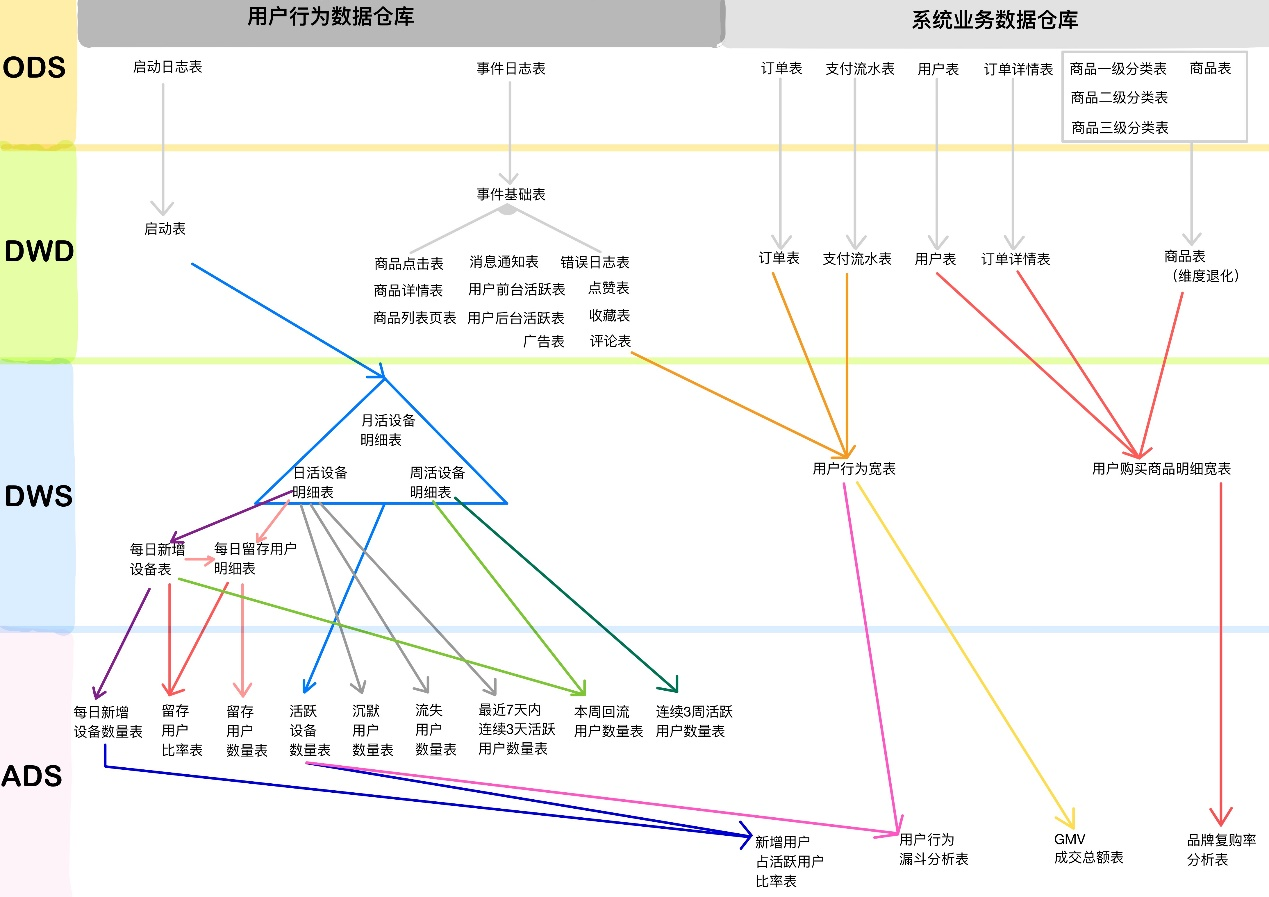 用户行为数据仓库
系统业务数据仓库
ODS
启动日志表
事件日志表
订单表
支付流水表
用户表
订单详情表
商品一级分类表
商品表
商品二级分类表
商品三级分类表
DWD
启动表
事件基础表
商品点击表
消息通知表
错误日志表
商品详情表
用户前台活跃表
点赞表
商品列表页表
用户后台活跃表
收藏表
广告表
评论表
订单表
支付流水表
用户表
订单详情表
商品表
（维度退化）
DWS
月活设备
明细表
日活设备
明细表
周活设备
明细表
用户行为宽表
用户购买商品明细宽表
每日新增
设备表
每日留存用户
明细表
ADS
每日新增
设备数量表
留存
用户
比率表
留存
用户
数量表
活跃
设备
数量表
沉默
用户
数量表
流失
用户
数量表
最近7天内
连续3天活跃
用户数量表
本周回流
用户数量表
连续3周活跃
用户数量表
新增用户
占活跃用户
比率表
用户行为
漏斗分析表
GMV
成交总额表
品牌复购率
分析表